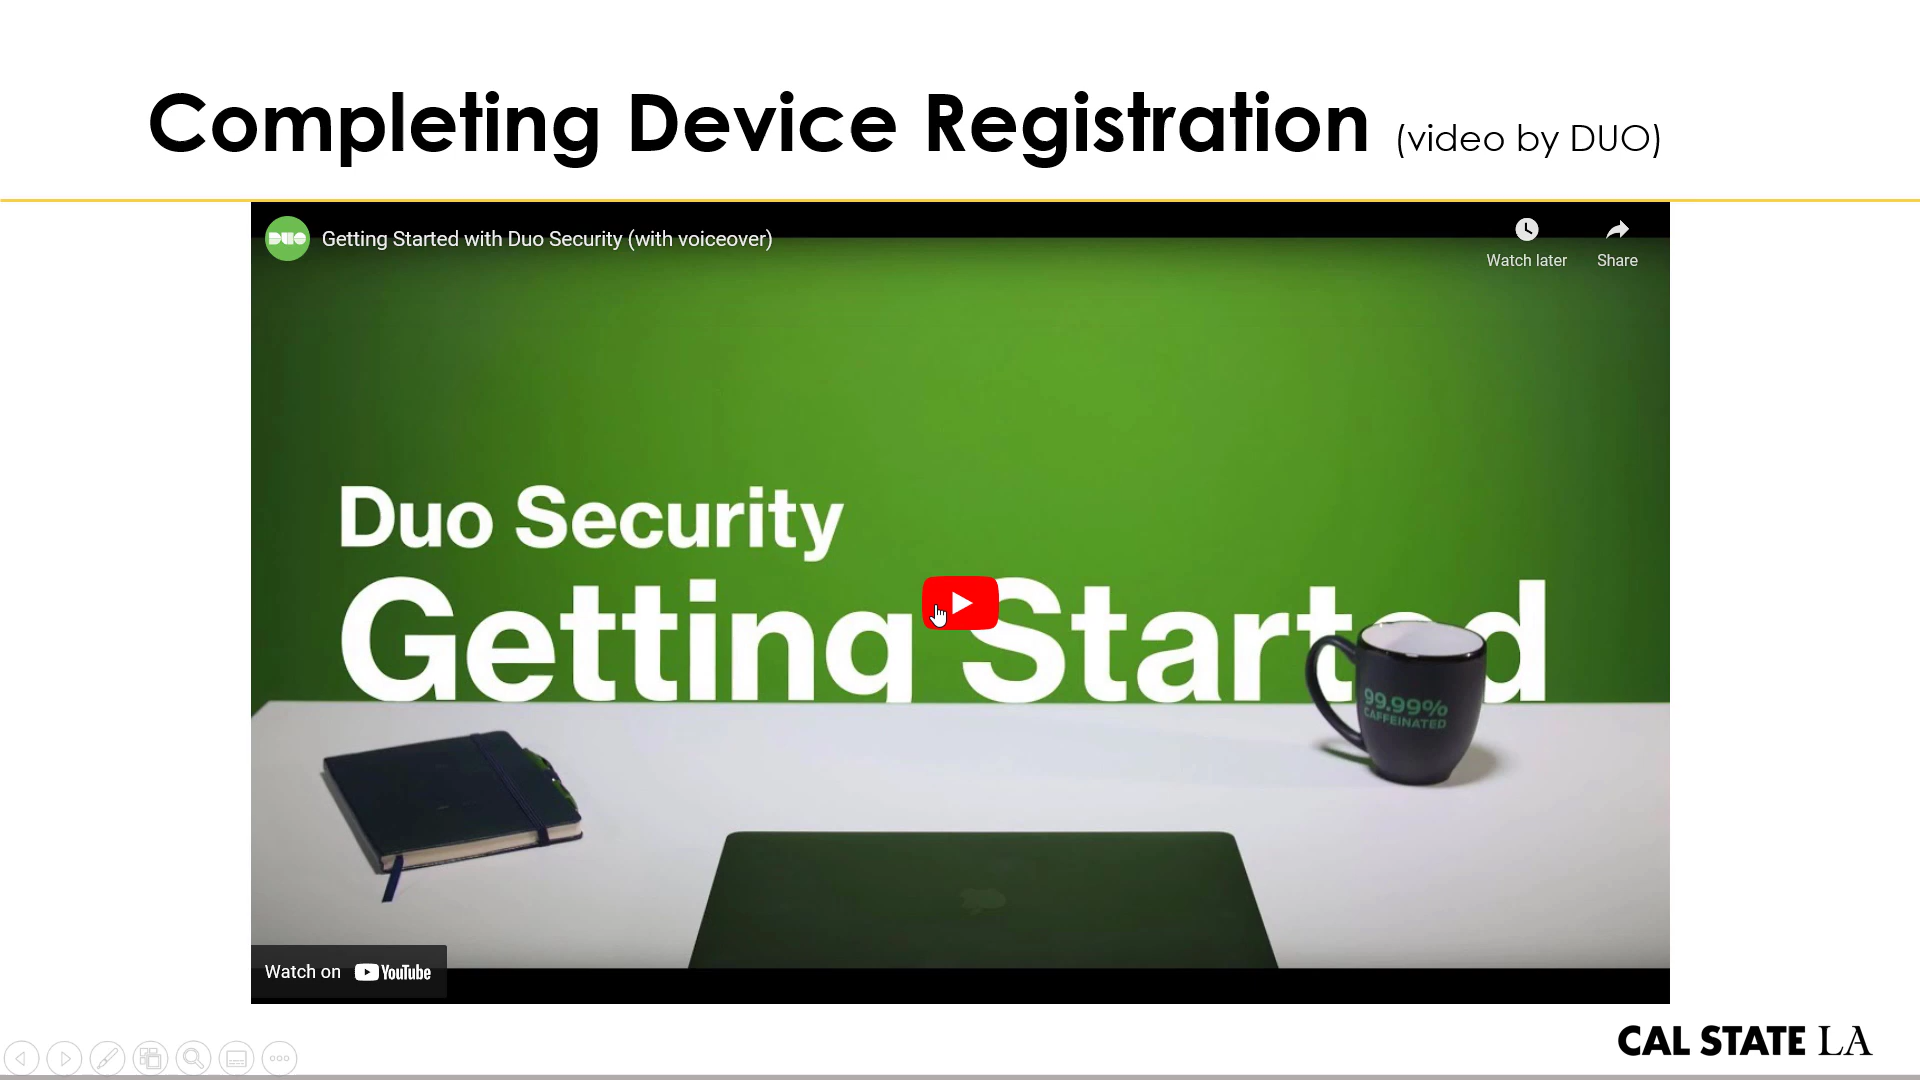 Completing Device Registration (video by DUO)
DUO
Getting Started with Duo Security (with voiceover)
Watch later
Share
Duo Security
Getting Started
99.99%
CAFFEINATED
Watch on YouTube
CAL STATE LA